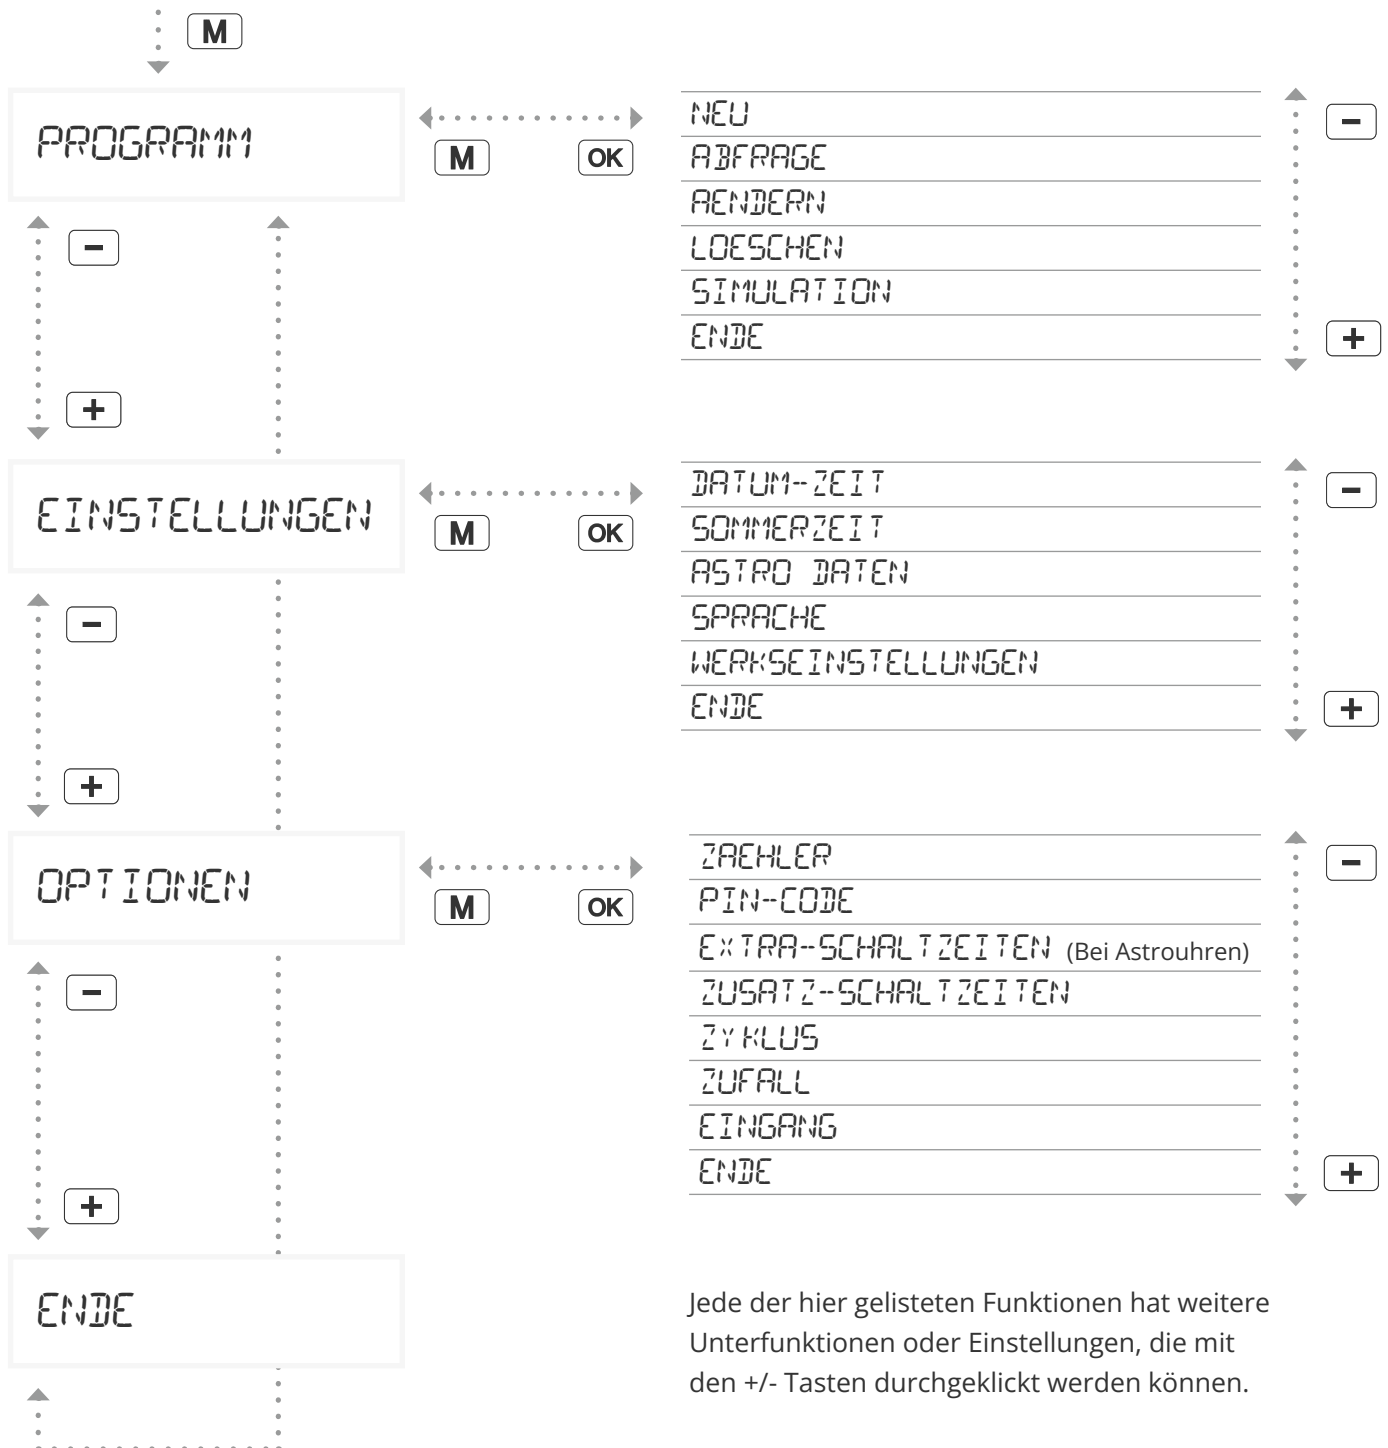 M
PROGRAMM
M OK
NEU
ABFRAGE
AENDERN
LOESCHEN
SIMULATION
ENDE
-
+
-
+
EINSTELLUNGEN
M OK
DATUM-ZEIT
SOMMERZEIT
ASTRO DATEN
SPRACHE
WERKSEINSTELLUNGEN
ENDE
-
+
-
+
OPTIONEN
M OK
ZAEHLER
PIN-CODE
EXTRA-SCHALTZEITEN (Bei Astrouhren)
ZUSATZ-SCHALTZEITEN
ZYKLUS
ZUFALL
EINGANG
ENDE
-
+
-
+
ENDE
Jede der hier gelisteten Funktionen hat weitere
Unterfunktionen oder Einstellungen, die mit
den +/- Tasten durchgeklickt werden können.